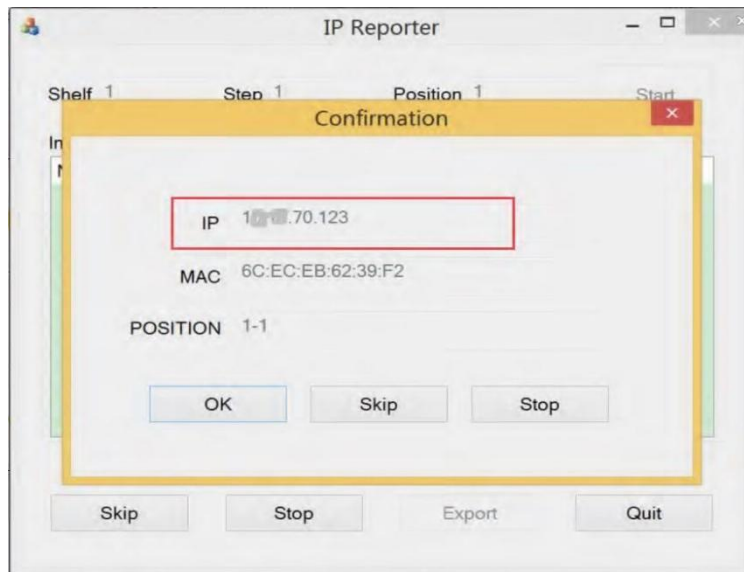 IP Reporter
Shelf 1 Step 1 Position 1 Start
Confirmation
IP .70.123
MAC 6C:EC:EB:62:39:F2
POSITION 1-1
OK Skip Stop
Skip Stop Export Quit